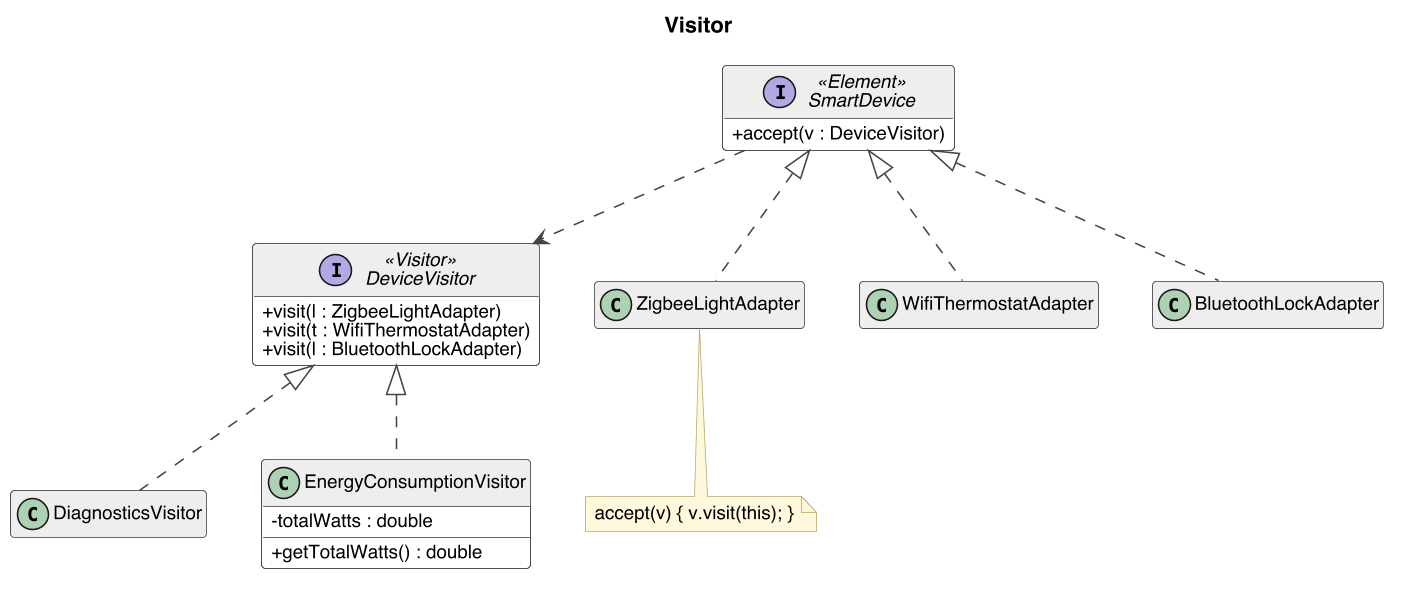 Visitor
I
«Element»
SmartDevice
+accept(v : DeviceVisitor)
I
«Visitor»
DeviceVisitor
+visit(l : ZigbeeLightAdapter)
+visit(t : WifiThermostatAdapter)
+visit(l : BluetoothLockAdapter)
C ZigbeeLightAdapter
C WifiThermostatAdapter
C BluetoothLockAdapter
C DiagnosticsVisitor
C EnergyConsumptionVisitor
-totalWatts : double
+getTotalWatts() : double
accept(v) { v.visit(this); }